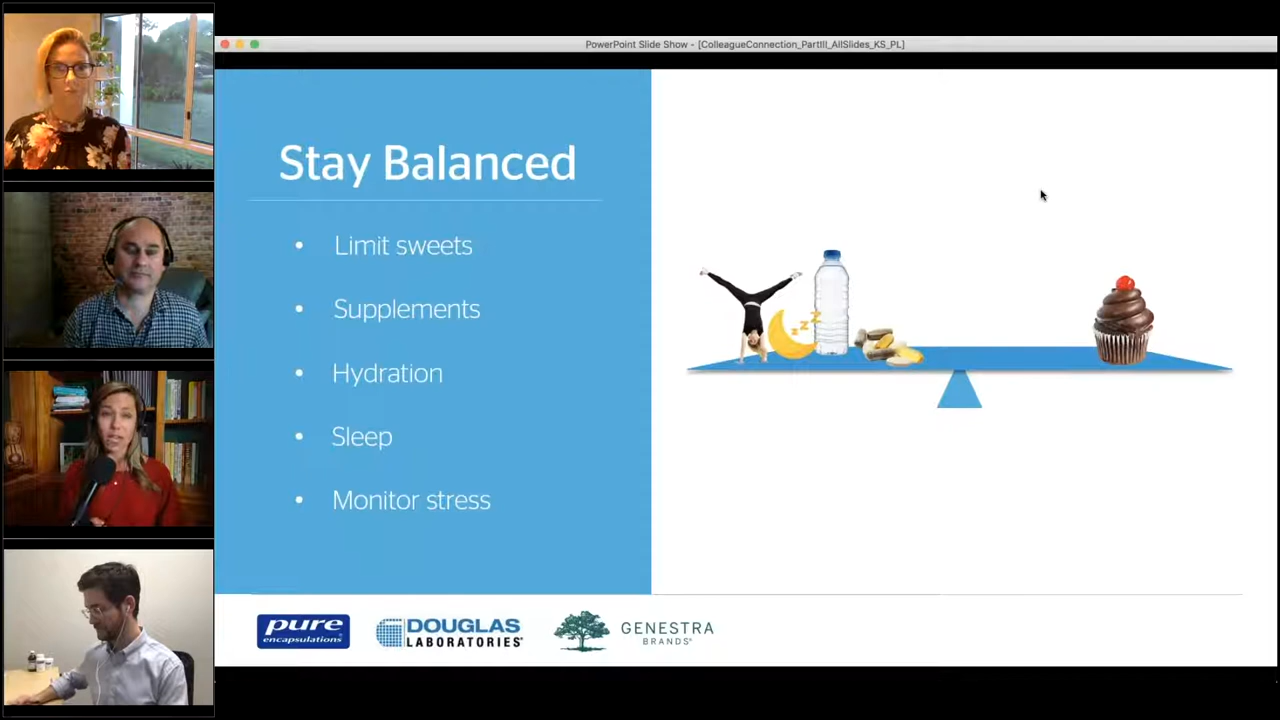 PowerPoint Slide Show - [ColleagueConnection_PartIII_AllSlides_KS_PL]
Stay Balanced
• Limit sweets
• Supplements
• Hydration
• Sleep
• Monitor stress
z z Z
pure
encapsulations®
DOUGLAS
LABORATORIES®
GENESTRA
BRANDS®